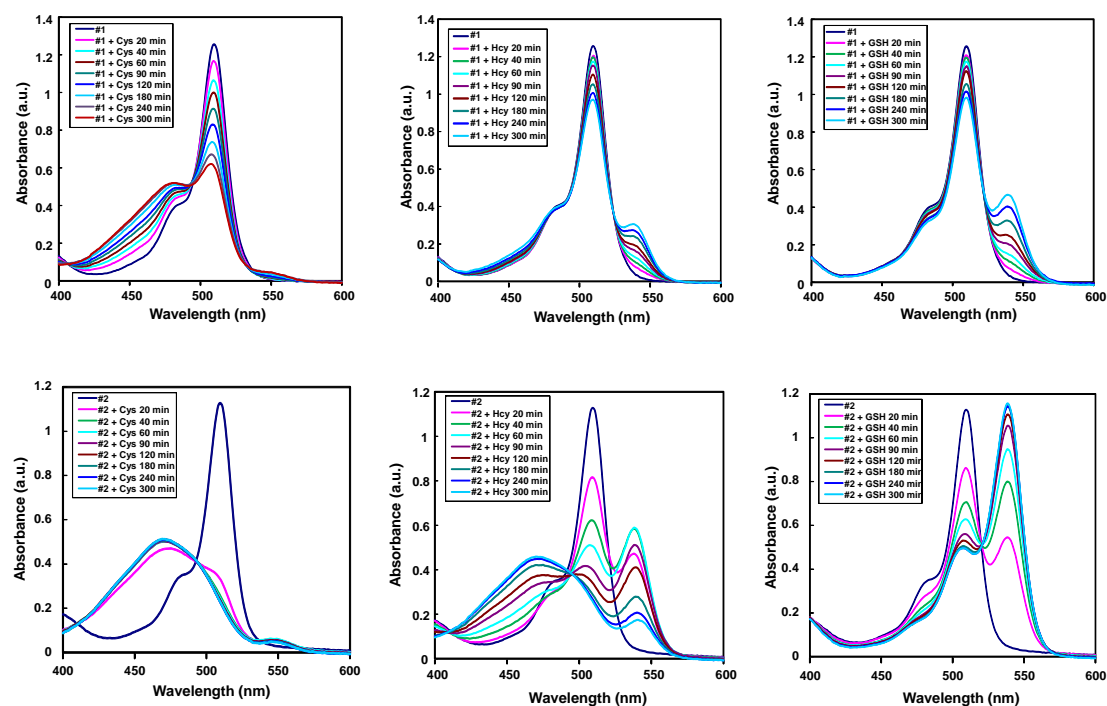 1.4
1.2
1
0.8
0.6
0.4
0.2
0
Absorbance (a.u.)
#1
#1 + Cys 20 min
#1 + Cys 40 min
#1 + Cys 60 min
#1 + Cys 90 min
#1 + Cys 120 min
#1 + Cys 180 min
#1 + Cys 240 min
#1 + Cys 300 min
400
450
500
550
600
Wavelength (nm)
1.4
1.2
1
0.8
0.6
0.4
0.2
0
Absorbance (a.u.)
#1
#1 + Hcy 20 min
#1 + Hcy 40 min
#1 + Hcy 60 min
#1 + Hcy 90 min
#1 + Hcy 120 min
#1 + Hcy 180 min
#1 + Hcy 240 min
#1 + Hcy 300 min
400
450
500
550
600
Wavelength (nm)
1.4
1.2
1
0.8
0.6
0.4
0.2
0
Absorbance (a.u.)
#1
#1 + GSH 20 min
#1 + GSH 40 min
#1 + GSH 60 min
#1 + GSH 90 min
#1 + GSH 120 min
#1 + GSH 180 min
#1 + GSH 240 min
#1 + GSH 300 min
400
450
500
550
600
Wavelength (nm)
1.2
1
0.8
0.6
0.4
0.2
0
Absorbance (a.u.)
#2
#2 + Cys 20 min
#2 + Cys 40 min
#2 + Cys 60 min
#2 + Cys 90 min
#2 + Cys 120 min
#2 + Cys 180 min
#2 + Cys 240 min
#2 + Cys 300 min
400
450
500
550
600
Wavelength (nm)
1.2
1
0.8
0.6
0.4
0.2
0
Absorbance (a.u.)
#2
#2 + Hcy 20 min
#2 + Hcy 40 min
#2 + Hcy 60 min
#2 + Hcy 90 min
#2 + Hcy 120 min
#2 + Hcy 180 min
#2 + Hcy 240 min
#2 + Hcy 300 min
400
450
500
550
600
Wavelength (nm)
1.2
1
0.8
0.6
0.4
0.2
0
Absorbance (a.u.)
#2
#2 + GSH 20 min
#2 + GSH 40 min
#2 + GSH 60 min
#2 + GSH 90 min
#2 + GSH 120 min
#2 + GSH 180 min
#2 + GSH 240 min
#2 + GSH 300 min
400
450
500
550
600
Wavelength (nm)